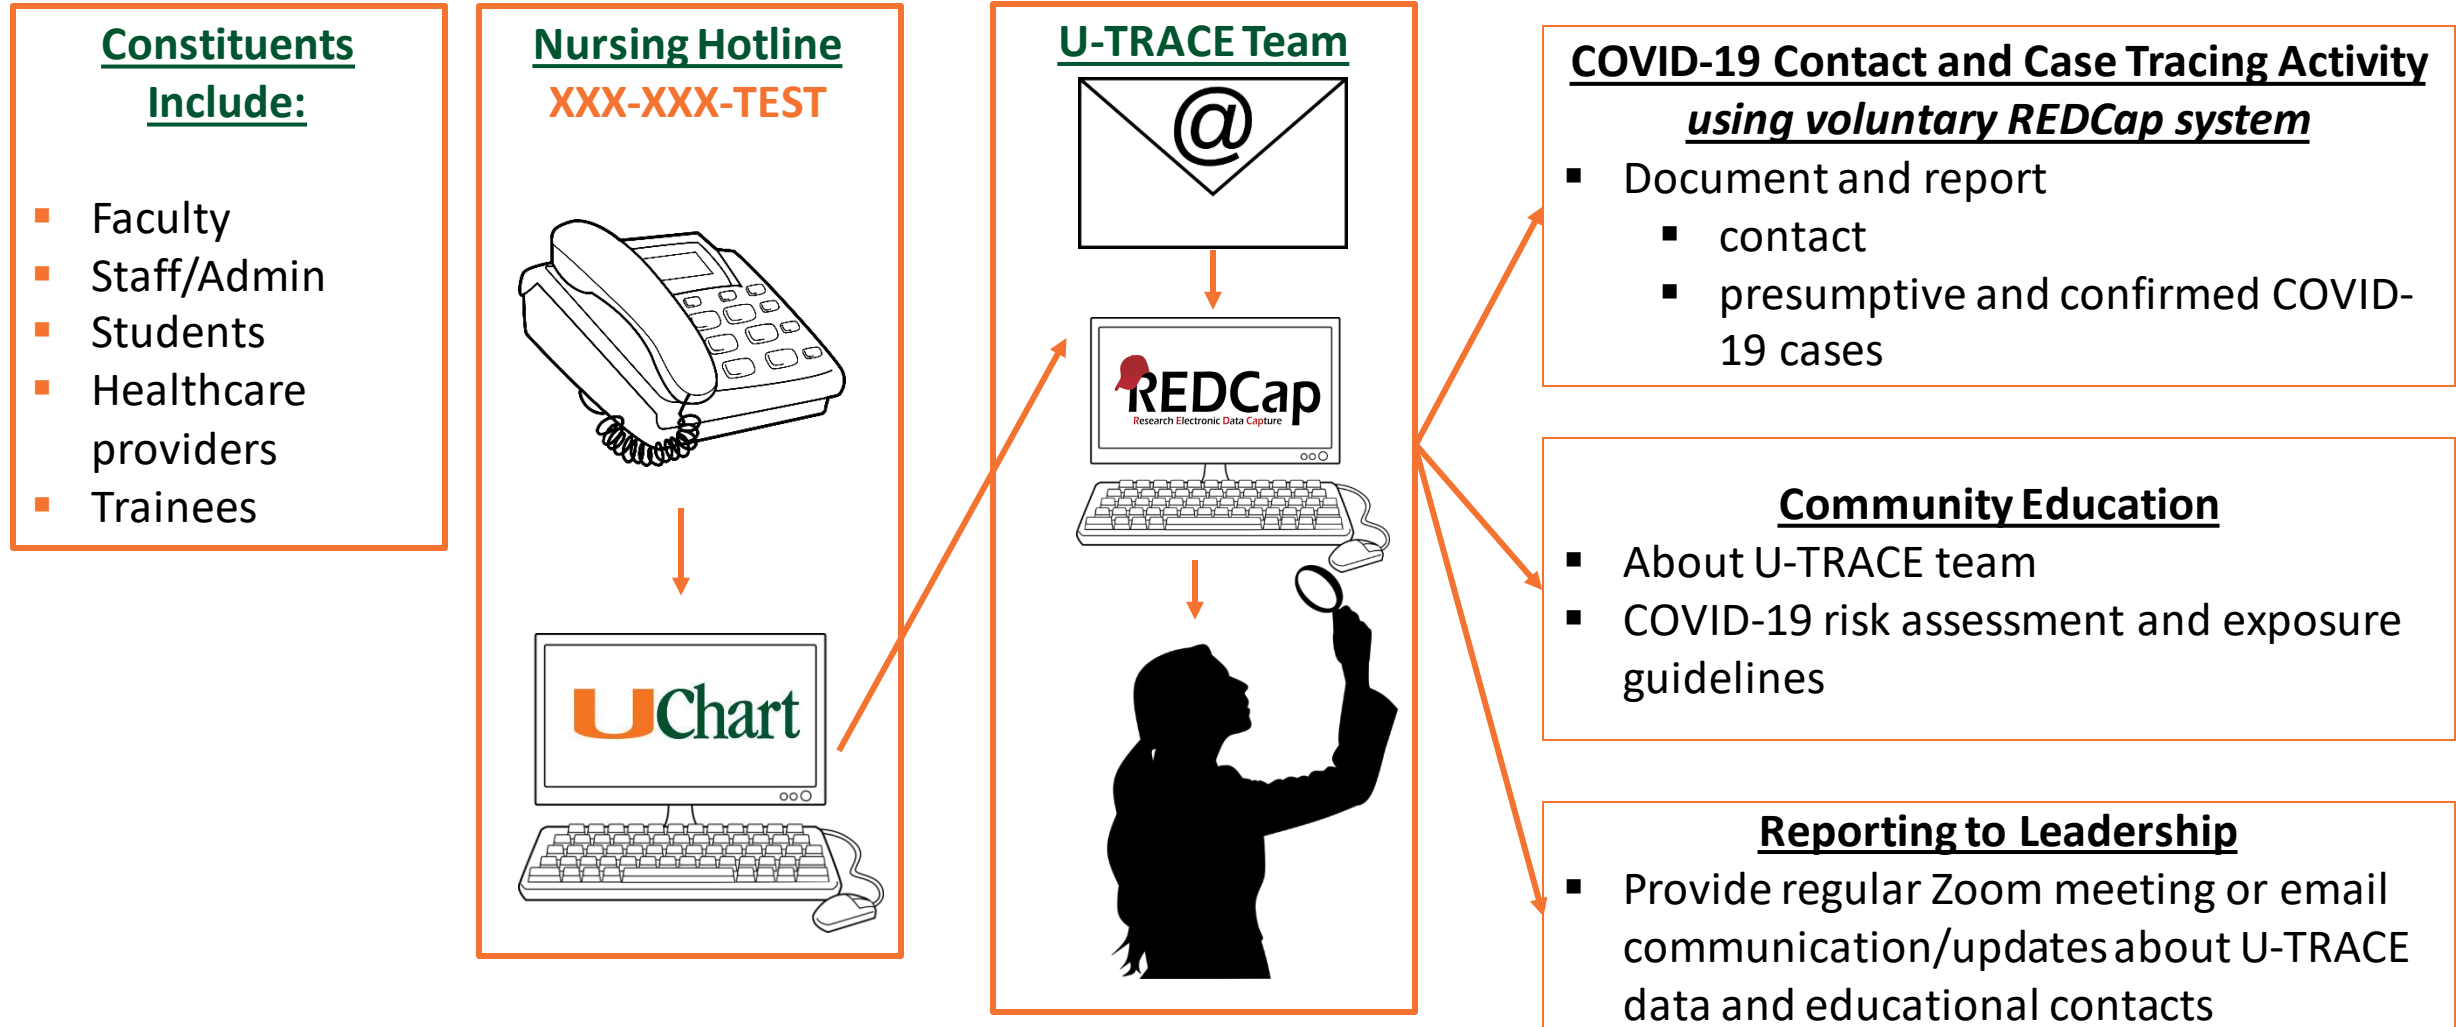 Constituents
Include:
▪ Faculty
▪ Staff/Admin
▪ Students
▪ Healthcare
providers
▪ Trainees
Nursing Hotline
XXX-XXX-TEST
UChart
U-TRACE Team
@
REDCap
Research Electronic Data Capture
COVID-19 Contact and Case Tracing Activity
using voluntary REDCap system
▪ Document and report
▪ contact
▪ presumptive and confirmed COVID-
19 cases
Community Education
▪ About U-TRACE team
▪ COVID-19 risk assessment and exposure
guidelines
Reporting to Leadership
▪ Provide regular Zoom meeting or email
communication/updates about U-TRACE
data and educational contacts